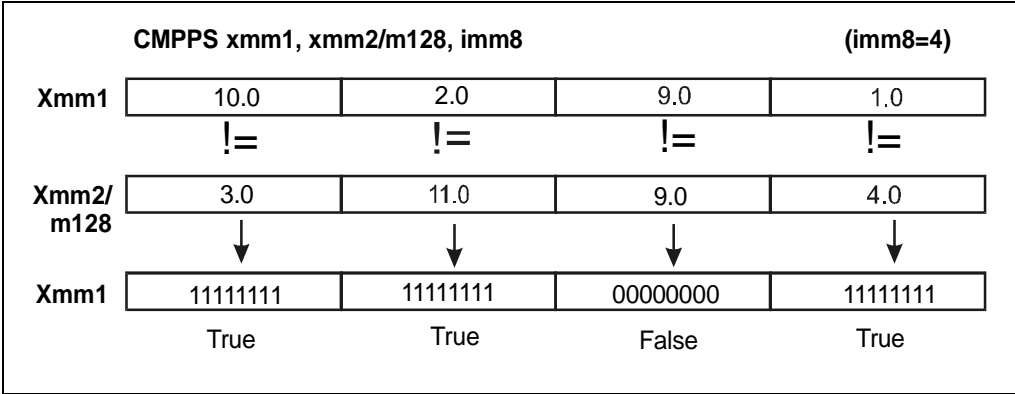 CMPPS xmm1, xmm2/m128, imm8 (imm8=4)
Xmm1 10.0 2.0 9.0 1.0
!= != != !=
Xmm2/ 3.0 11.0 9.0 4.0
m128
Xmm1 11111111 11111111 00000000 11111111
True True False True